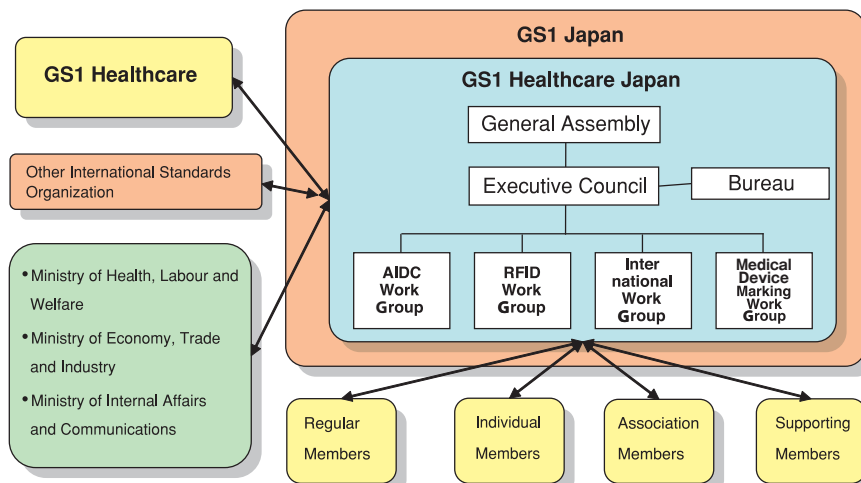 GS1 Healthcare
Other International Standards
Organization
• Ministry of Health, Labour and
Welfare
• Ministry of Economy, Trade
and Industry
• Ministry of Internal Affairs
and Communications
GS1 Japan
GS1 Healthcare Japan
General Assembly
Executive Council
Bureau
AIDC
Work
Group
RFID
Work
Group
Inter
national
Work
Group
Medical
Device
Marking
Work
Group
Regular
Members
Individual
Members
Association
Members
Supporting
Members